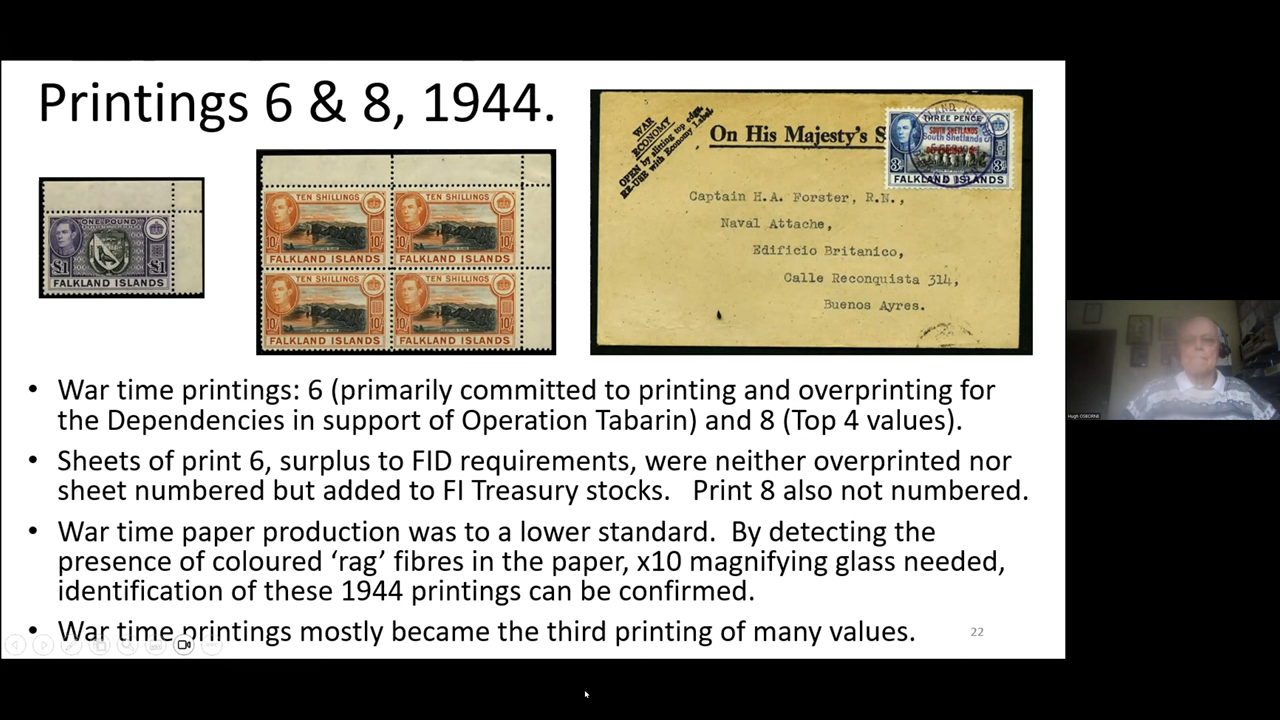 Printings 6 & 8, 1944.
ONE POUND
£1 £1
FALKLAND ISLANDS
TEN SHILLINGS TEN SHILLINGS
10/- 10/-
FALKLAND ISLANDS FALKLAND ISLANDS
TEN SHILLINGS TEN SHILLINGS
10/- 10/-
FALKLAND ISLANDS FALKLAND ISLANDS
WAR
ECONOMY
OPEN by slitting top edge.
RE-USE with Economy Label.
On His Majesty's S
THREE PENCE
SOUTH SHETLANDS
South Shetlands
FALKLAND ISLANDS
Captain H.A. Forster, R.N.,
Naval Attache,
Edificio Britanico,
Calle Reconquista 314,
Buenos Ayres.
• War time printings: 6 (primarily committed to printing and overprinting for
the Dependencies in support of Operation Tabarin) and 8 (Top 4 values).
• Sheets of print 6, surplus to FID requirements, were neither overprinted nor
sheet numbered but added to FI Treasury stocks. Print 8 also not numbered.
• War time paper production was to a lower standard. By detecting the
presence of coloured ‘rag’ fibres in the paper, x10 magnifying glass needed,
identification of these 1944 printings can be confirmed.
• War time printings mostly became the third printing of many values.
22
Hugh OSBORNE